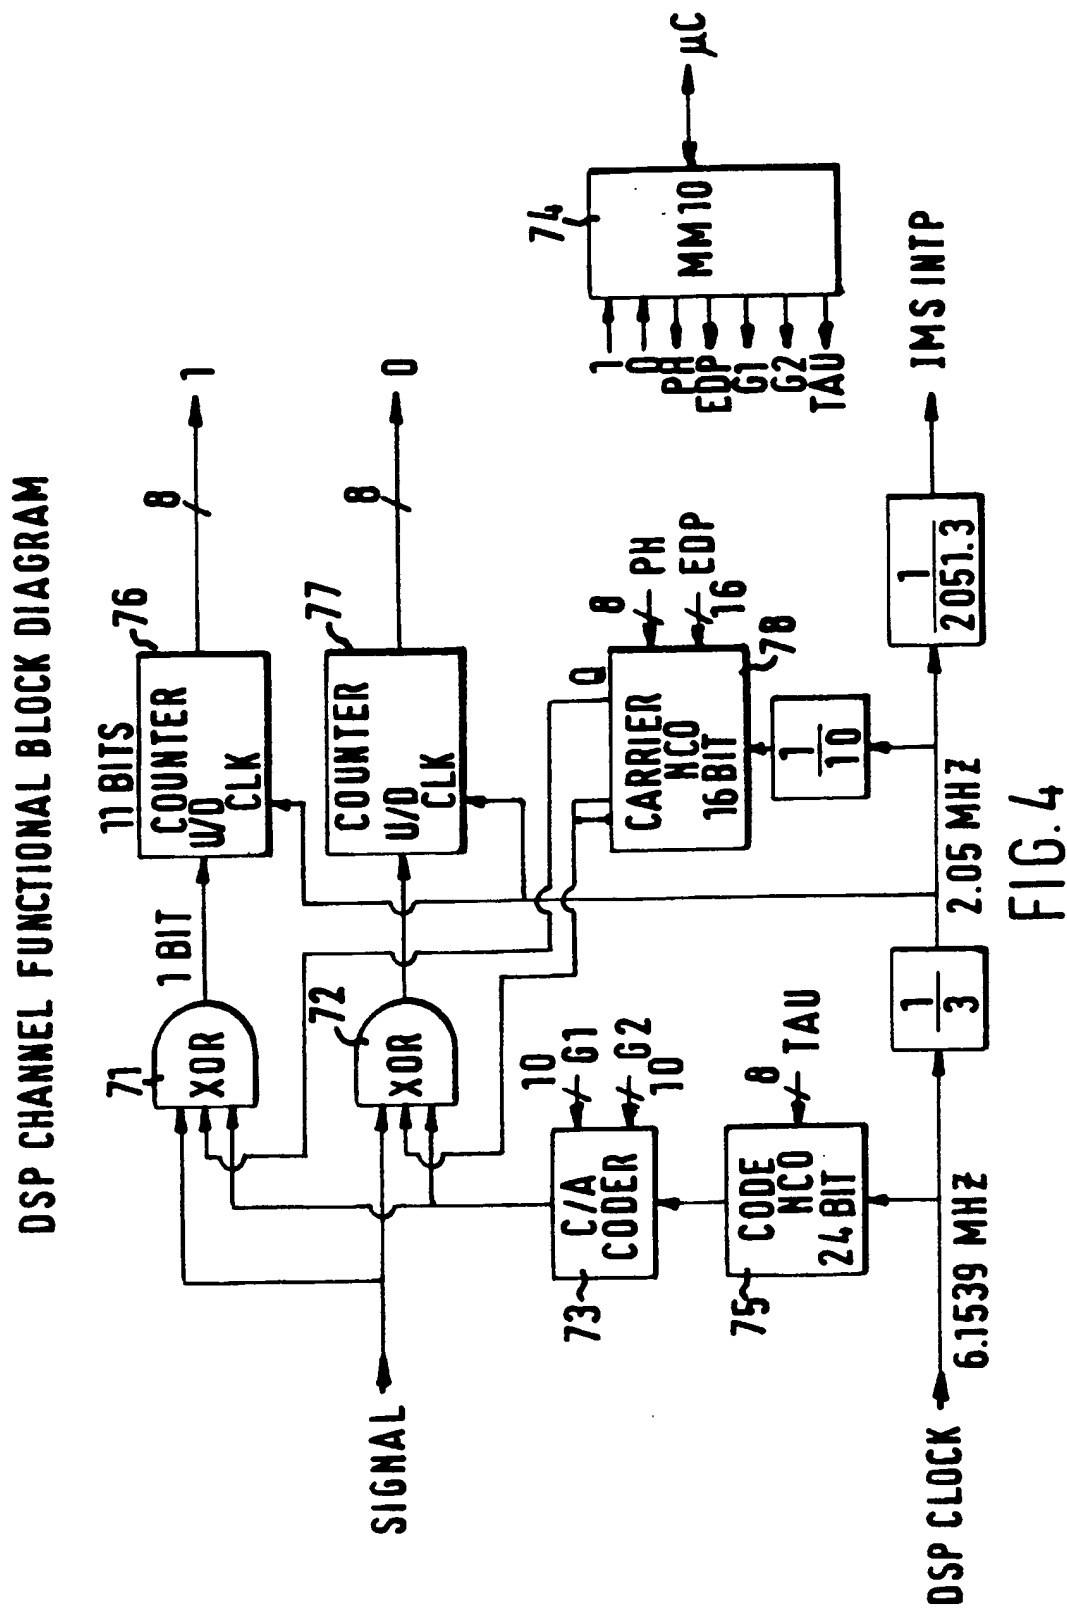 DSP CHANNEL FUNCTIONAL BLOCK DIAGRAM
11 BITS
76
71
XOR
1 BIT
COUNTER
U/D
CLK
8
1
77
72
XOR
COUNTER
U/D
CLK
8
0
SIGNAL
73
C/A
CODER
10
G1
G2
10
Q
CARRIER
NCO
16 BIT
8
PH
EDP
16
78
74
MM10
µC
1
0
PH
EDP
G1
G2
TAU
75
CODE
NCO
24 BIT
8
TAU
1
10
DSP CLOCK
6.1539 MHz
1
3
2.05 MHz
1
2051.3
1MS INTP
FIG. 4